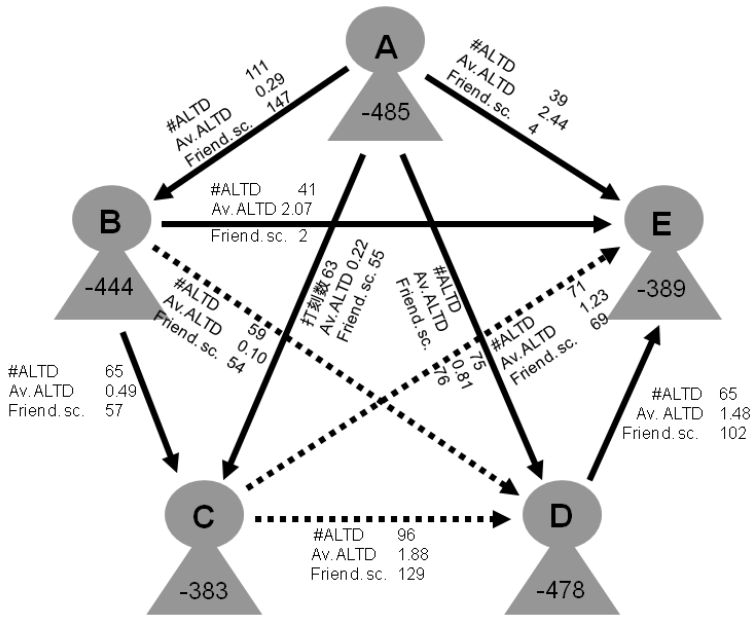 A
-485
#ALTD 111
Av.ALTD 0.29
Friend.sc. 147
#ALTD 39
Av.ALTD 2.44
Friend.sc. 4
B
-444
#ALTD 41
Av.ALTD 2.07
Friend.sc. 2
E
-389
#ALTD 59
Av.ALTD 0.10
Friend.sc. 54
打刻数 63
Av.ALTD 0.22
Friend.sc. 55
#ALTD 75
Av.ALTD 0.81
Friend.sc. 76
#ALTD 71
Av.ALTD 1.23
Friend.sc. 69
#ALTD 65
Av.ALTD 0.49
Friend.sc. 57
#ALTD 65
Av.ALTD 1.48
Friend.sc. 102
C
-383
#ALTD 96
Av.ALTD 1.88
Friend.sc. 129
D
-478